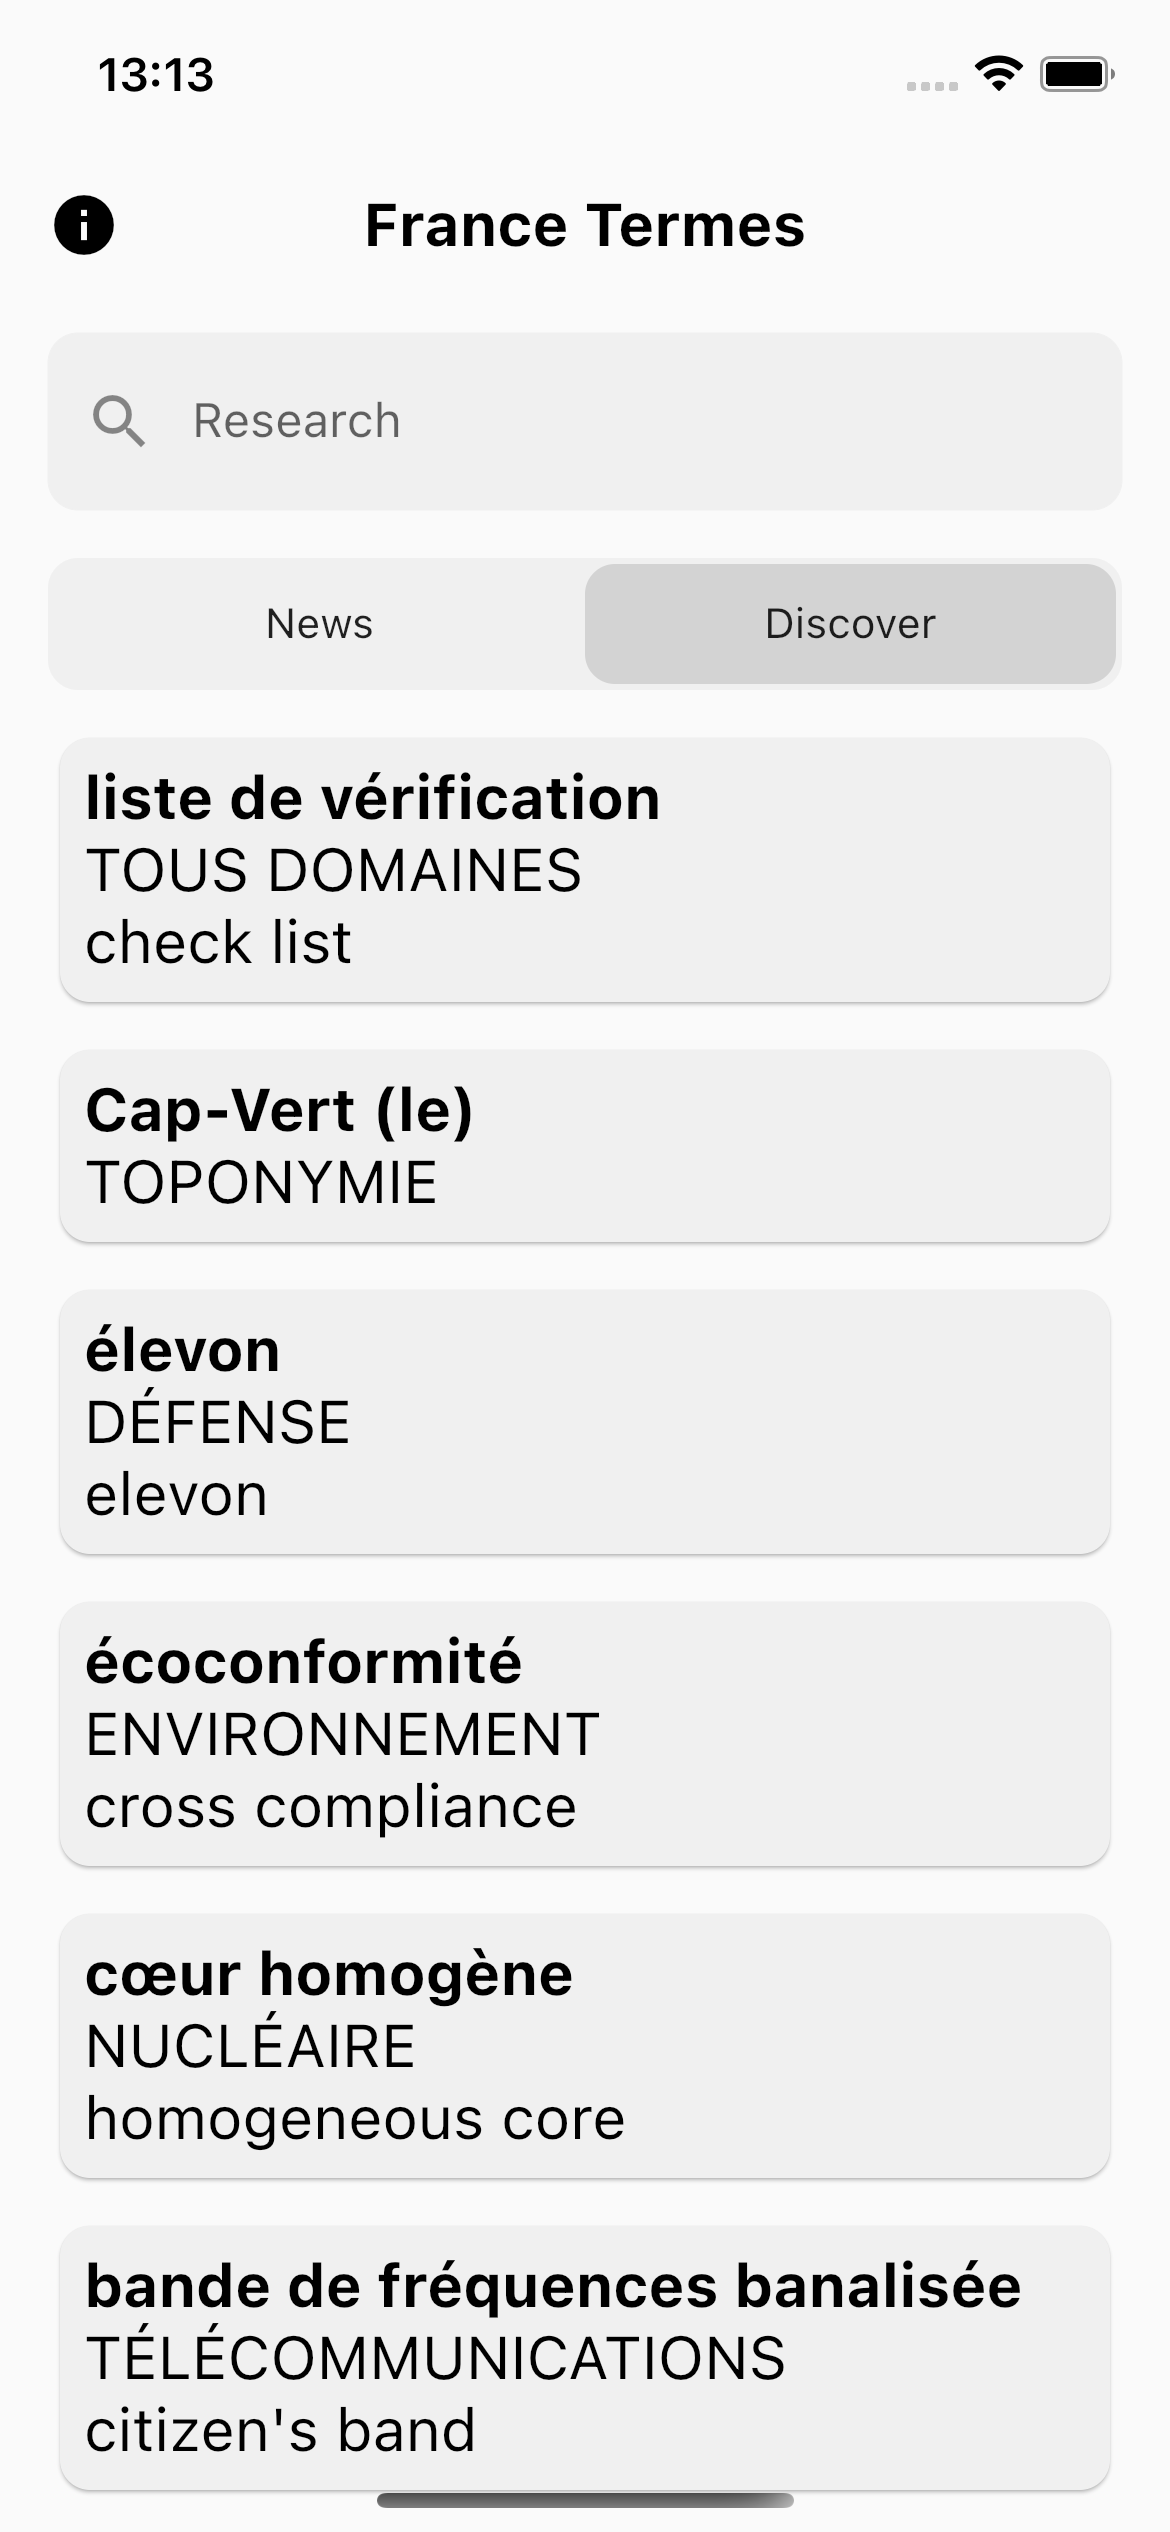 13:13
France Termes
Research
News
Discover
liste de vérification
TOUS DOMAINES
check list
Cap-Vert (le)
TOPONYMIE
élevon
DÉFENSE
elevon
écoconformité
ENVIRONNEMENT
cross compliance
cœur homogène
NUCLÉAIRE
homogeneous core
bande de fréquences banalisée
TÉLÉCOMMUNICATIONS
citizen's band